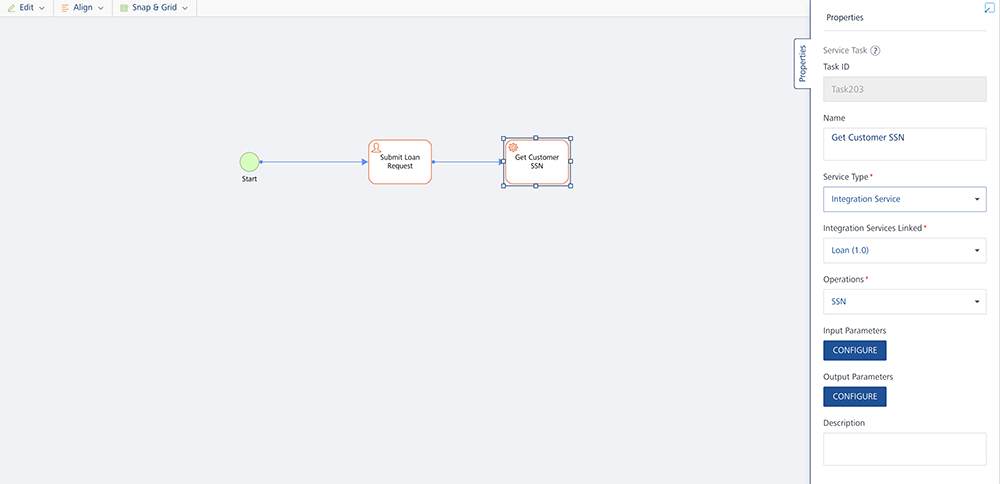 Edit Align Snap & Grid
Start
Submit Loan
Request
Get Customer
SSN
Properties
Properties
Service Task ?
Task ID
Task203
Name
Get Customer SSN
Service Type*
Integration Service
Integration Services Linked*
Loan (1.0)
Operations*
SSN
Input Parameters
CONFIGURE
Output Parameters
CONFIGURE
Description